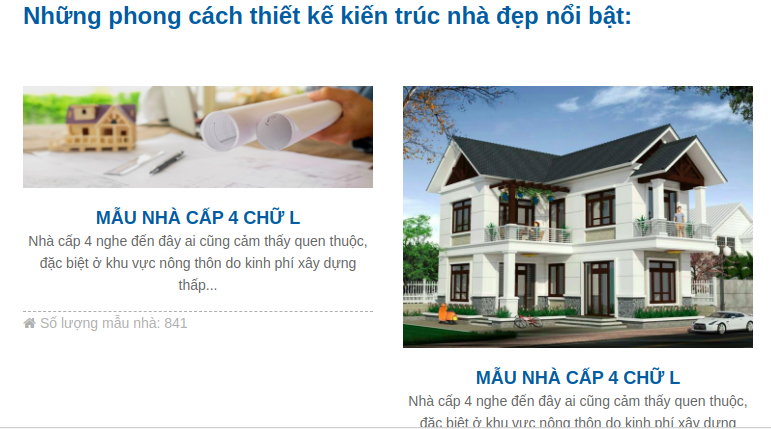 Những phong cách thiết kế kiến trúc nhà đẹp nổi bật:
MẪU NHÀ CẤP 4 CHỮ L
Nhà cấp 4 nghe đến đây ai cũng cảm thấy quen thuộc,
đặc biệt ở khu vực nông thôn do kinh phí xây dựng
thấp...
Số lượng mẫu nhà: 841
MẪU NHÀ CẤP 4 CHỮ L
Nhà cấp 4 nghe đến đây ai cũng cảm thấy quen thuộc,
đặc biệt ở khu vực nông thôn do kinh phí xây dựng